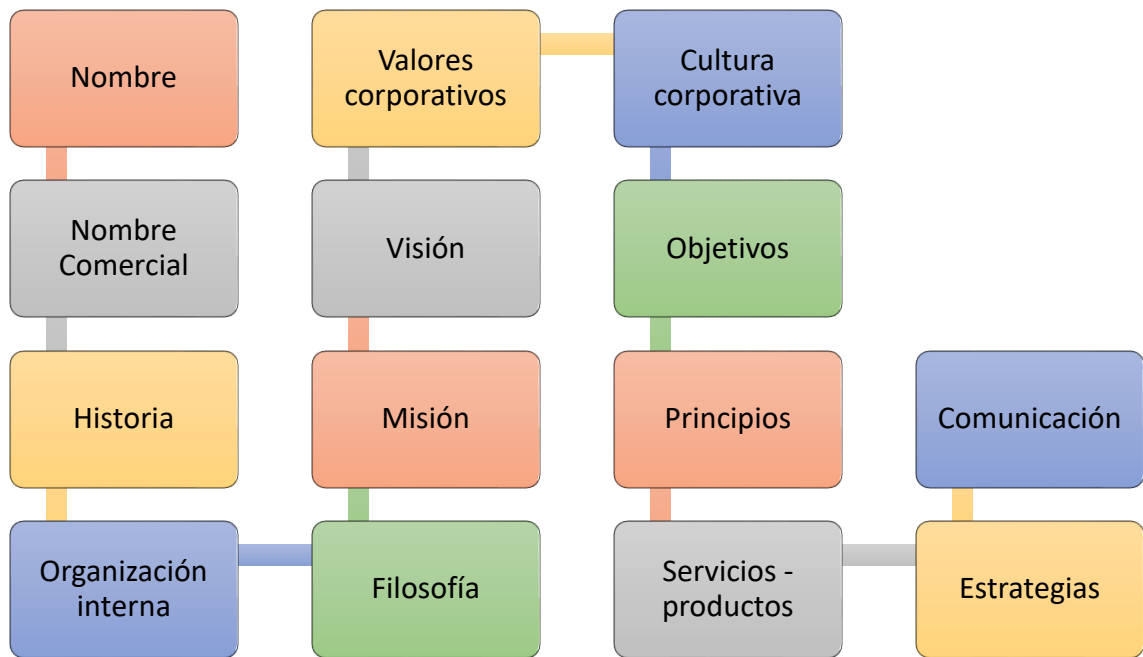 Nombre
Nombre
Comercial
Historia
Organización
interna
Filosofía
Misión
Visión
Valores
corporativos
Cultura
corporativa
Objetivos
Principios
Servicios -
productos
Estrategias
Comunicación